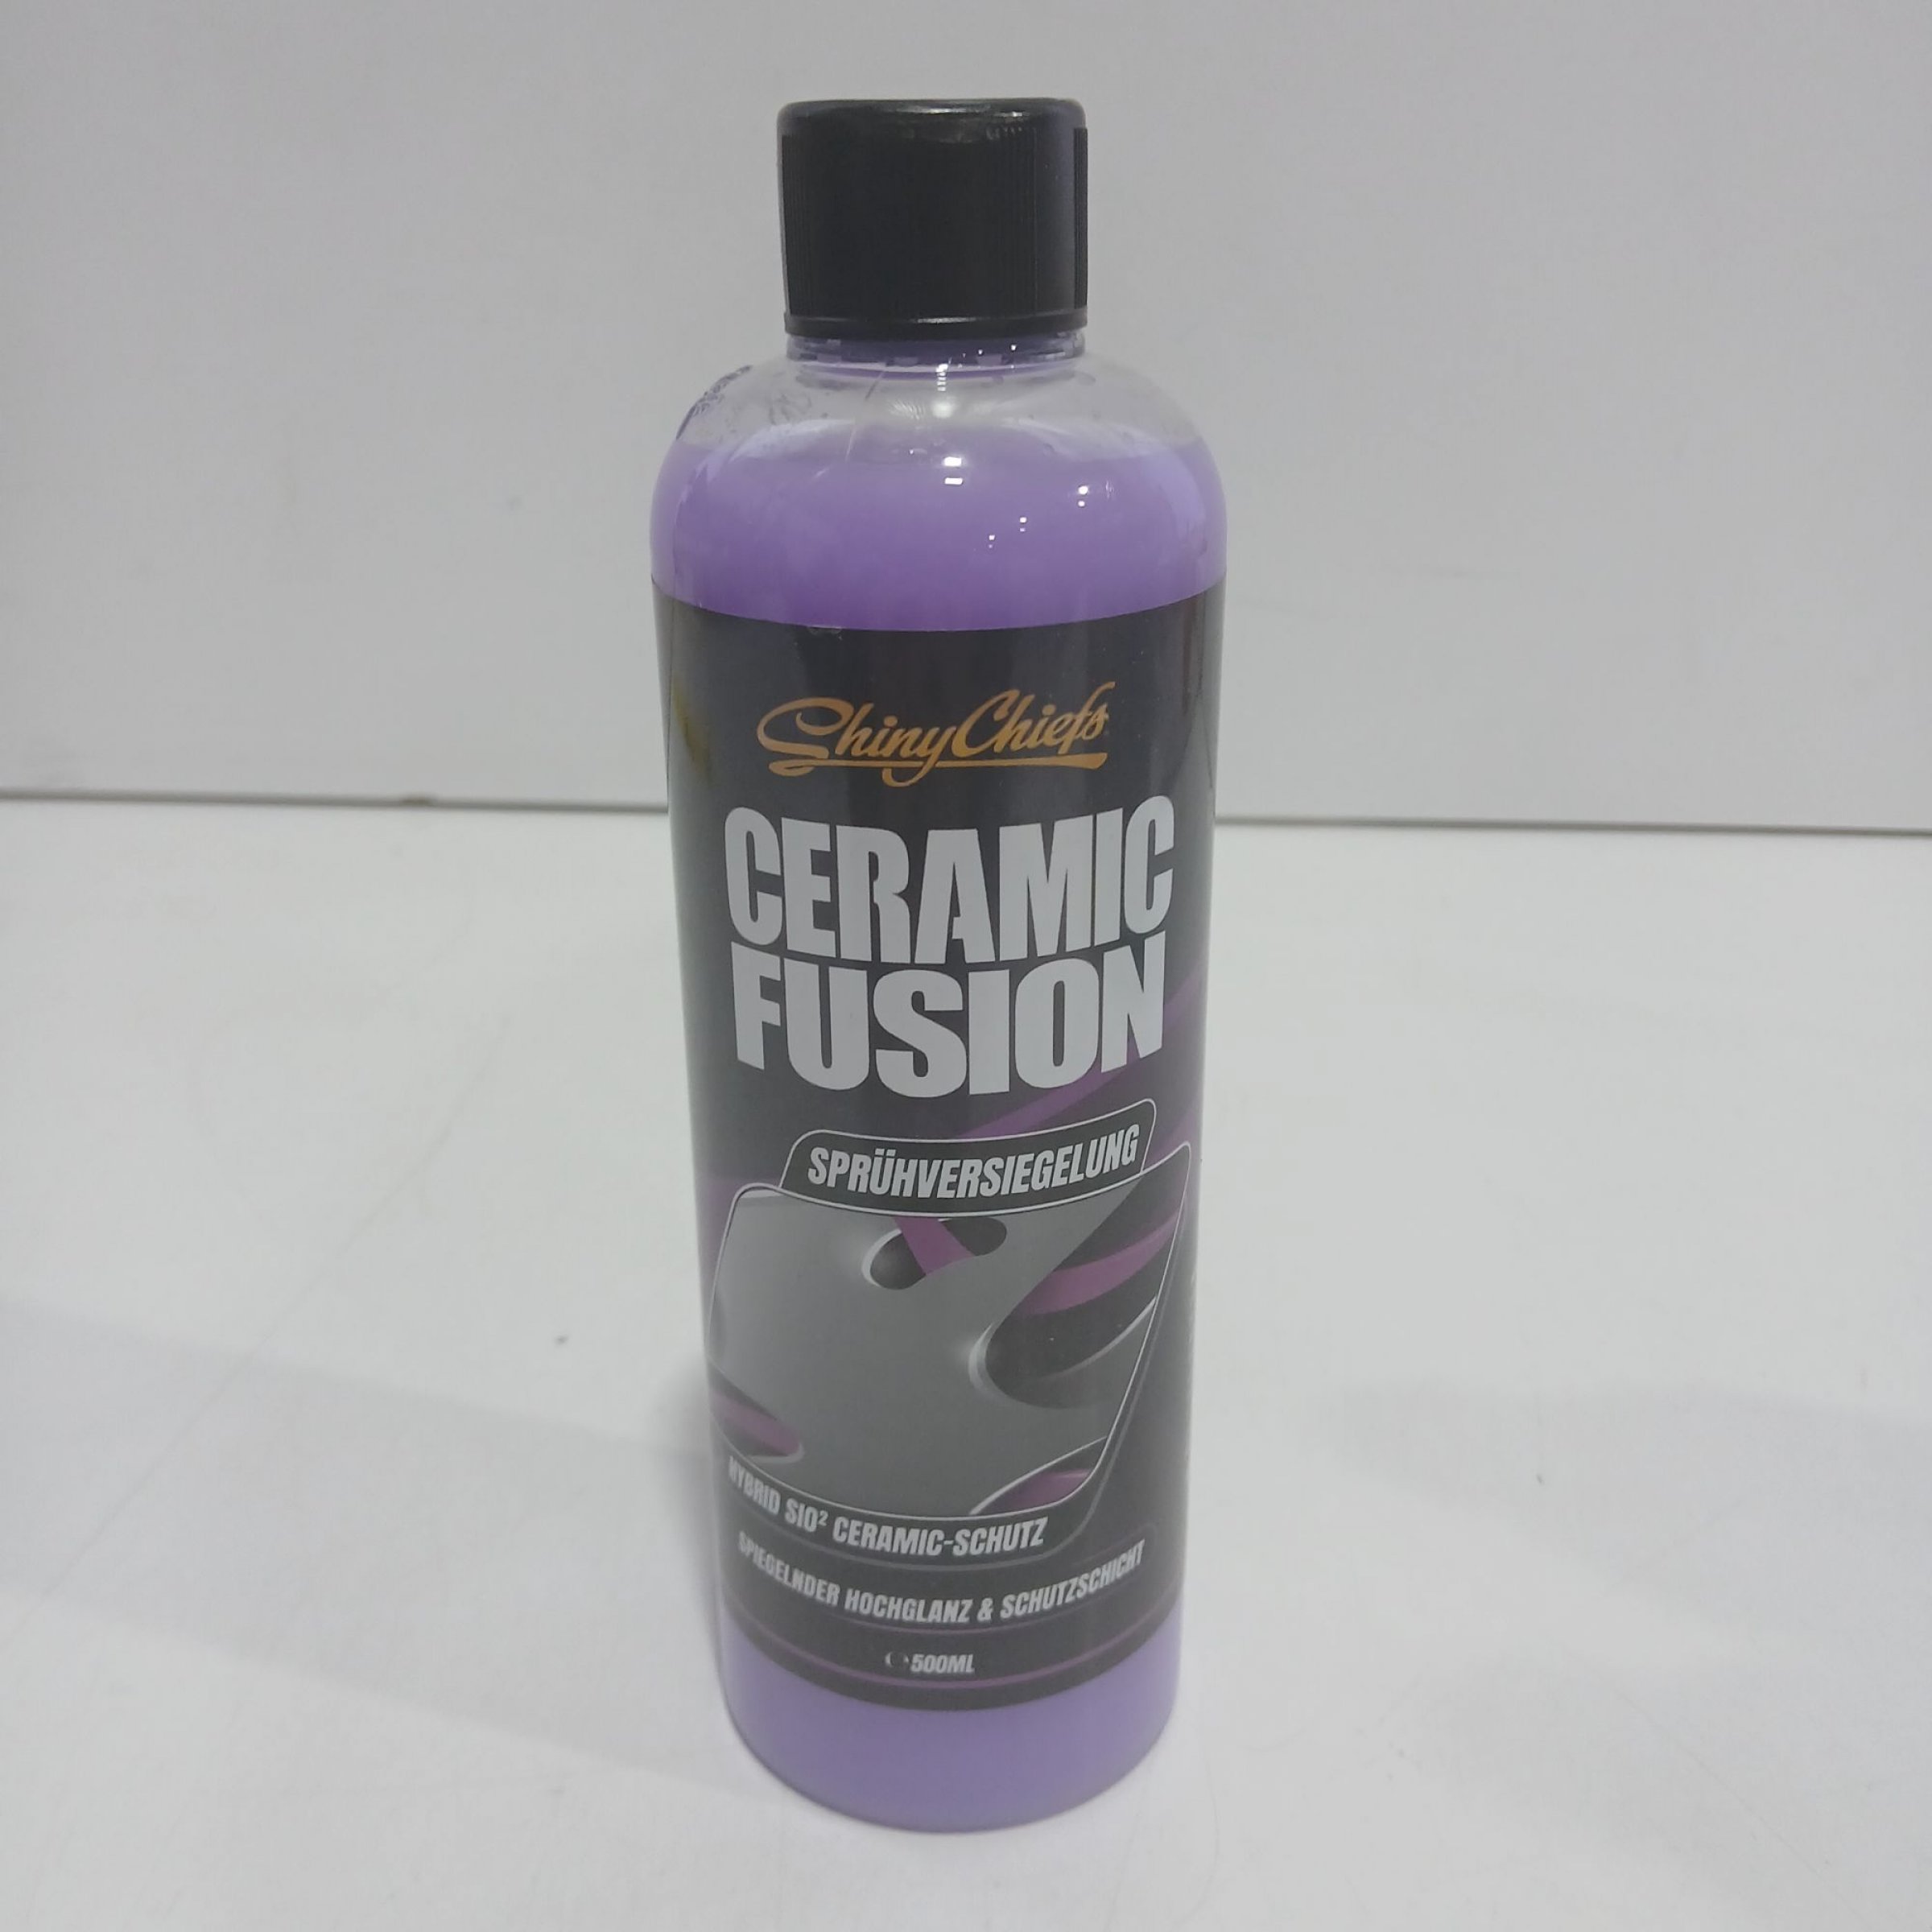 ShinyChiefs
CERAMIC
FUSION
SPRÜHVERSIEGELUNG
HYBRID SIO² CERAMIC-SCHUTZ
SPIEGELNDER HOCHGLANZ & SCHUTZSCHICHT
℮ 500ML